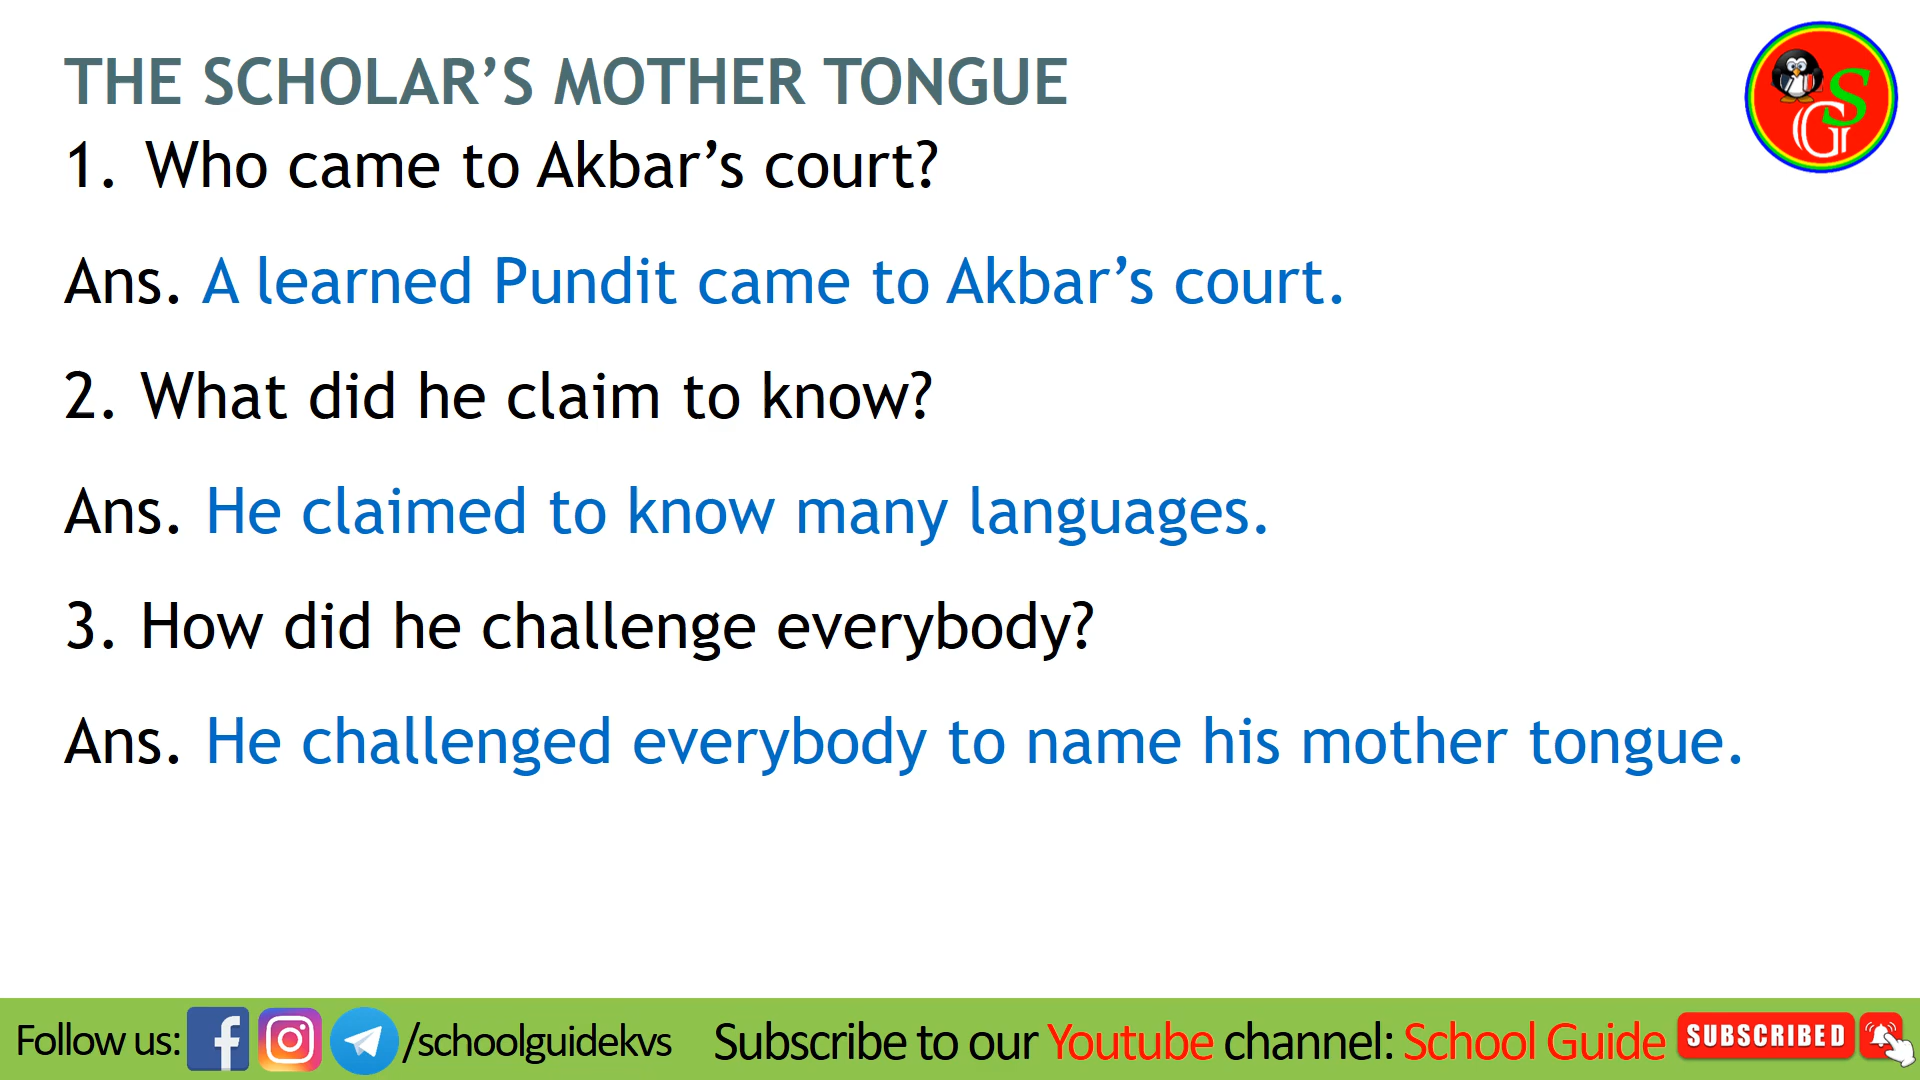 THE SCHOLAR’S MOTHER TONGUE
1. Who came to Akbar’s court?
Ans. A learned Pundit came to Akbar’s court.
2. What did he claim to know?
Ans. He claimed to know many languages.
3. How did he challenge everybody?
Ans. He challenged everybody to name his mother tongue.
SG
Follow us: /schoolguidekvs Subscribe to our Youtube channel: School Guide SUBSCRIBED